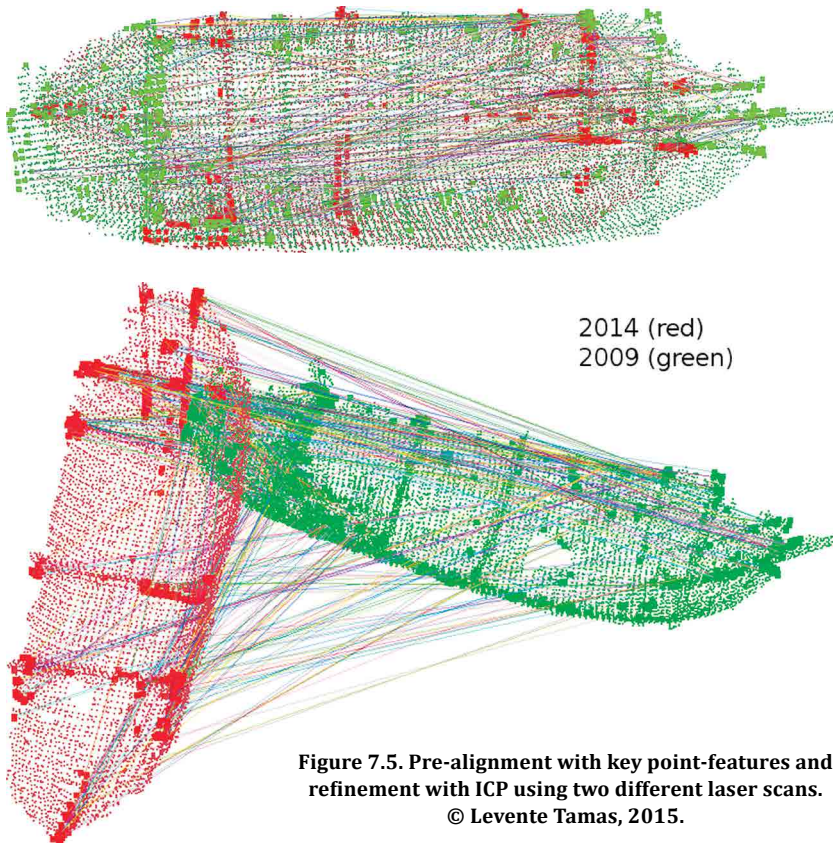 2014 (red)
2009 (green)
Figure 7.5. Pre-alignment with key point-features and
refinement with ICP using two different laser scans.
© Levente Tamas, 2015.